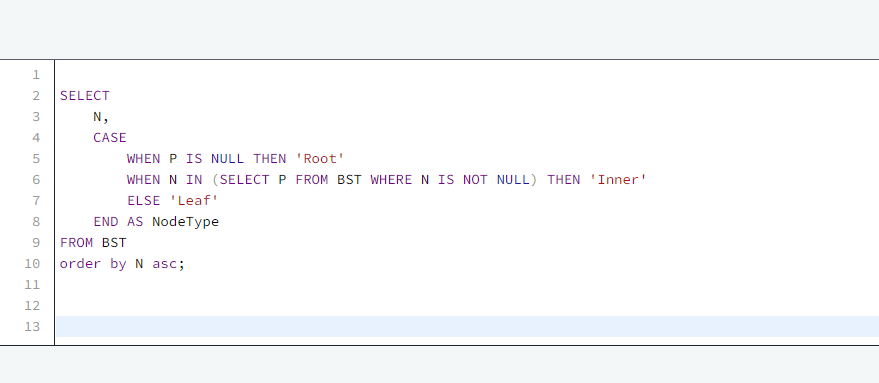 1
2 SELECT
3     N,
4     CASE
5         WHEN P IS NULL THEN 'Root'
6         WHEN N IN (SELECT P FROM BST WHERE N IS NOT NULL) THEN 'Inner'
7         ELSE 'Leaf'
8     END AS NodeType
9 FROM BST
10 order by N asc;
11
12
13